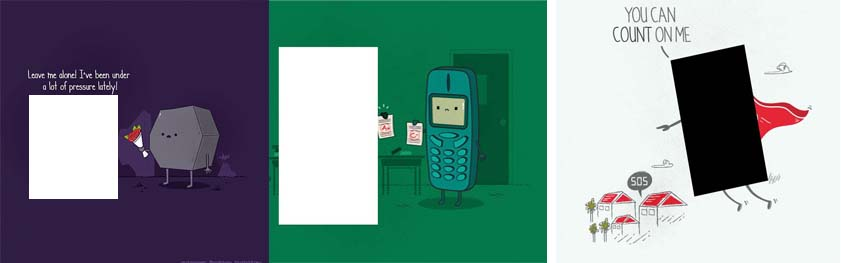 Leave me alone! I've been under
a lot of pressure lately!
YOU CAN
COUNT ON ME
SOS